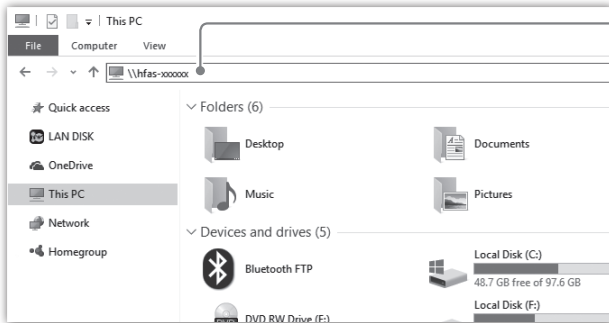 This PC
File Computer View
\\hfas-xxxxxx
Quick access
LAN DISK
OneDrive
This PC
Network
Homegroup
Folders (6)
Desktop
Documents
Music
Pictures
Devices and drives (5)
Bluetooth FTP
Local Disk (C:)
48.7 GB free of 97.6 GB
DVD RW Drive (E:)
Local Disk (F:)